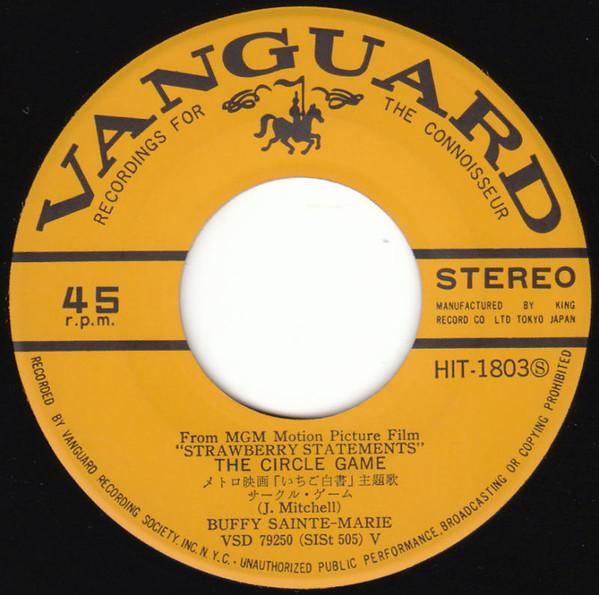 VANGUARD
RECORDINGS FOR THE CONNOISSEUR
45
r.p.m.
STEREO
MANUFACTURED BY KING
RECORD CO LTD TOKYO JAPAN
HIT-1803Ⓢ
From MGM Motion Picture Film
"STRAWBERRY STATEMENTS"
THE CIRCLE GAME
メトロ映画「いちご白書」主題歌
サークル・ゲーム
(J. Mitchell)
BUFFY SAINTE-MARIE
VSD 79250 (SISt 505) V
RECORDED BY VANGUARD RECORDING SOCIETY. INC. N.Y.C. - UNAUTHORIZED PUBLIC PERFORMANCE. BROADCASTING OR COPYING PROHIBITED